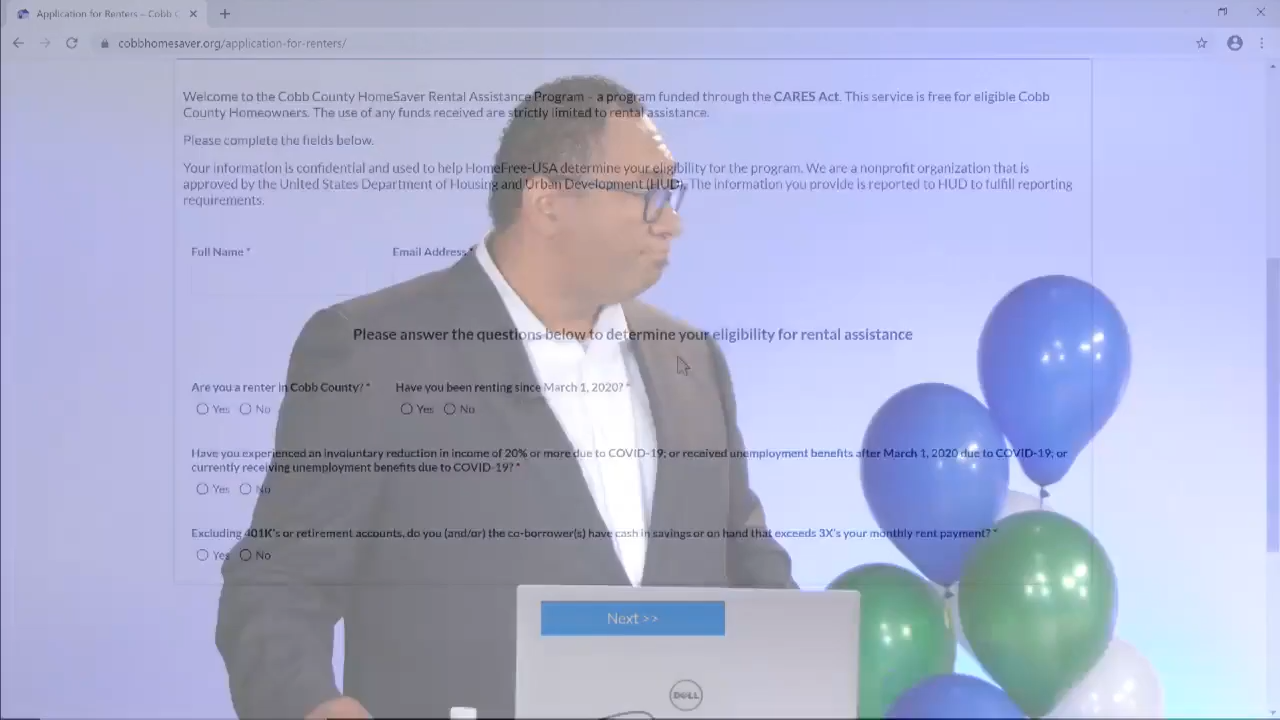 Application for Renters – Cobb C
cobbhomesaver.org/application-for-renters/
Welcome to the Cobb County HomeSaver Rental Assistance Program - a program funded through the CARES Act. This service is free for eligible Cobb
County Homeowners. The use of any funds received are strictly limited to rental assistance.
Please complete the fields below.
Your information is confidential and used to help HomeFree-USA determine your eligibility for the program. We are a nonprofit organization that is
approved by the United States Department of Housing and Urban Development (HUD). The information you provide is reported to HUD to fulfill reporting
requirements.
Full Name * Email Address *
Please answer the questions below to determine your eligibility for rental assistance
Are you a renter in Cobb County? * Have you been renting since March 1, 2020? *
Yes No Yes No
Have you experienced an involuntary reduction in income of 20% or more due to COVID-19; or received unemployment benefits after March 1, 2020 due to COVID-19; or
currently receiving unemployment benefits due to COVID-19? *
Yes No
Excluding 401K's or retirement accounts, do you (and/or) the co-borrower(s) have cash in savings or on hand that exceeds 3X's your monthly rent payment? *
Yes No
Next >>
DELL